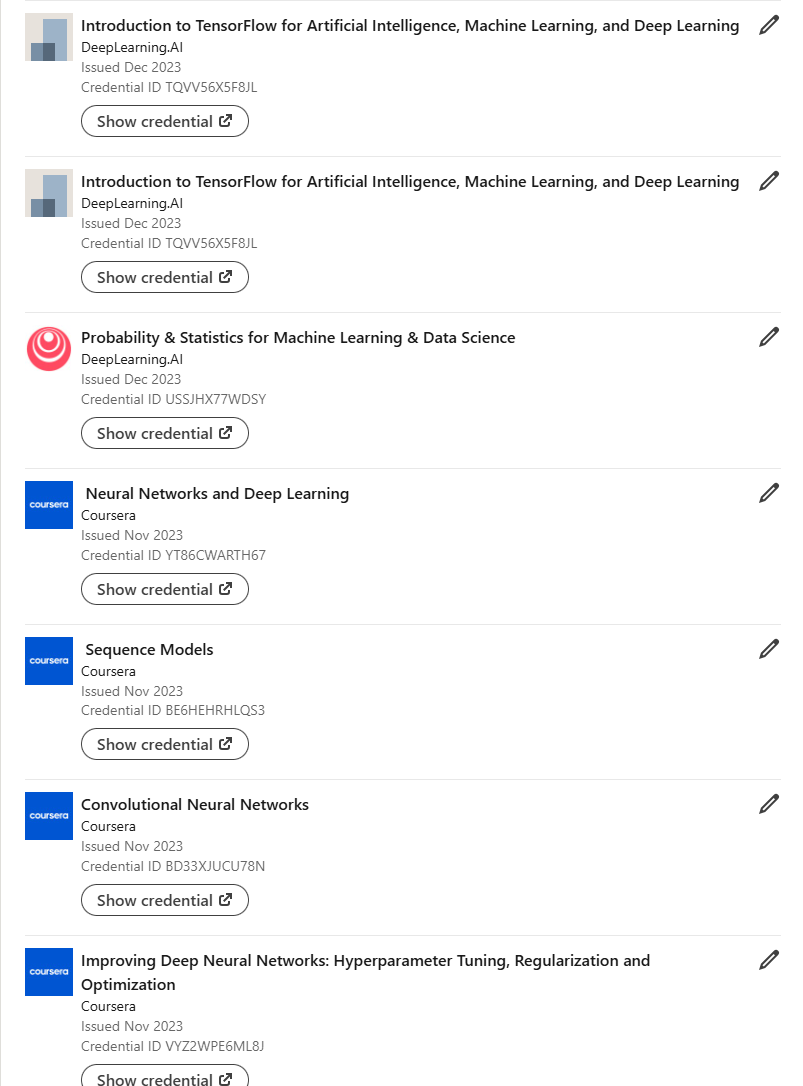 Introduction to TensorFlow for Artificial Intelligence, Machine Learning, and Deep Learning
DeepLearning.AI
Issued Dec 2023
Credential ID TQVV56X5F8JL
Show credential
Introduction to TensorFlow for Artificial Intelligence, Machine Learning, and Deep Learning
DeepLearning.AI
Issued Dec 2023
Credential ID TQVV56X5F8JL
Show credential
Probability & Statistics for Machine Learning & Data Science
DeepLearning.AI
Issued Dec 2023
Credential ID USSJHX77WDSY
Show credential
coursera
Neural Networks and Deep Learning
Coursera
Issued Nov 2023
Credential ID YT86CWARTH67
Show credential
coursera
Sequence Models
Coursera
Issued Nov 2023
Credential ID BE6HEHRHLQS3
Show credential
coursera
Convolutional Neural Networks
Coursera
Issued Nov 2023
Credential ID BD33XJUCU78N
Show credential
coursera
Improving Deep Neural Networks: Hyperparameter Tuning, Regularization and
Optimization
Coursera
Issued Nov 2023
Credential ID VYZ2WPE6ML8J
Show credential